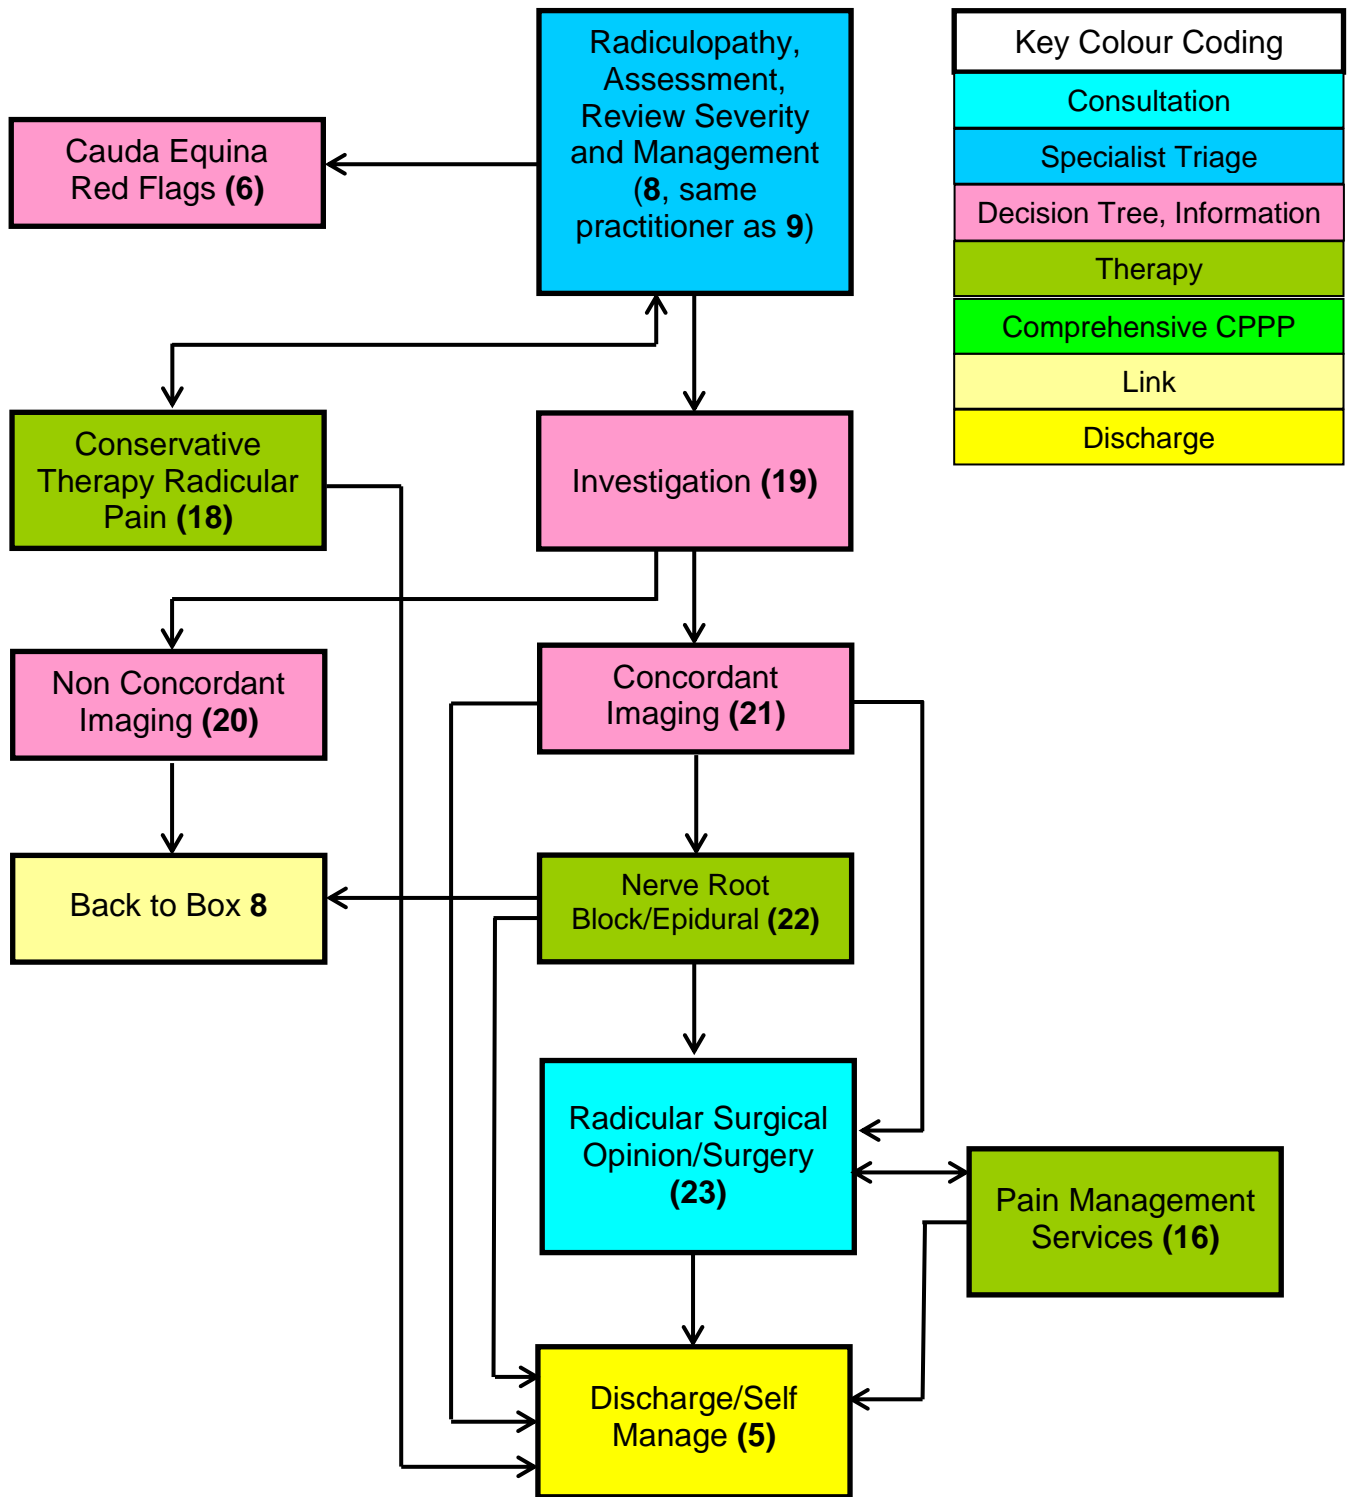 Radiculopathy,
Assessment,
Review Severity
and Management
(8, same
practitioner as 9)
Key Colour Coding
Consultation
Specialist Triage
Decision Tree, Information
Therapy
Comprehensive CPPP
Link
Discharge
Cauda Equina
Red Flags (6)
Conservative
Therapy Radicular
Pain (18)
Investigation (19)
Non Concordant
Imaging (20)
Concordant
Imaging (21)
Back to Box 8
Nerve Root
Block/Epidural (22)
Radicular Surgical
Opinion/Surgery
(23)
Pain Management
Services (16)
Discharge/Self
Manage (5)